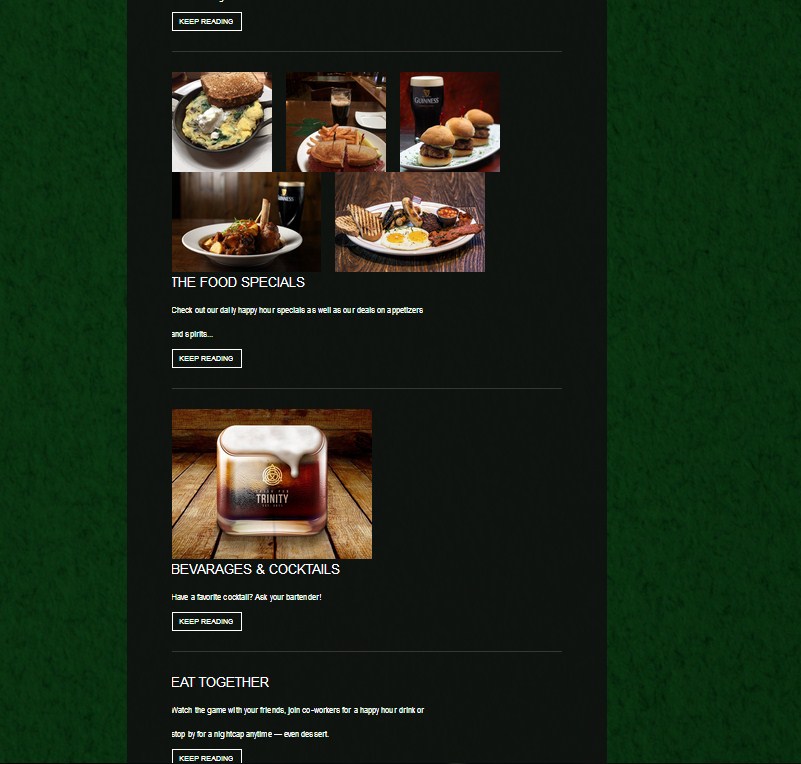 KEEP READING
GUINNESS
GUINNESS
THE FOOD SPECIALS
Check out our daily happy hour specials as well as our deals on appetizers
and spirits...
KEEP READING
TRINITY
BEVARAGES & COCKTAILS
Have a favorite cocktail? Ask your bartender!
KEEP READING
EAT TOGETHER
Watch the game with your friends, join co-workers for a happy hour drink or
stop by for a nightcap anytime — even dessert.
KEEP READING